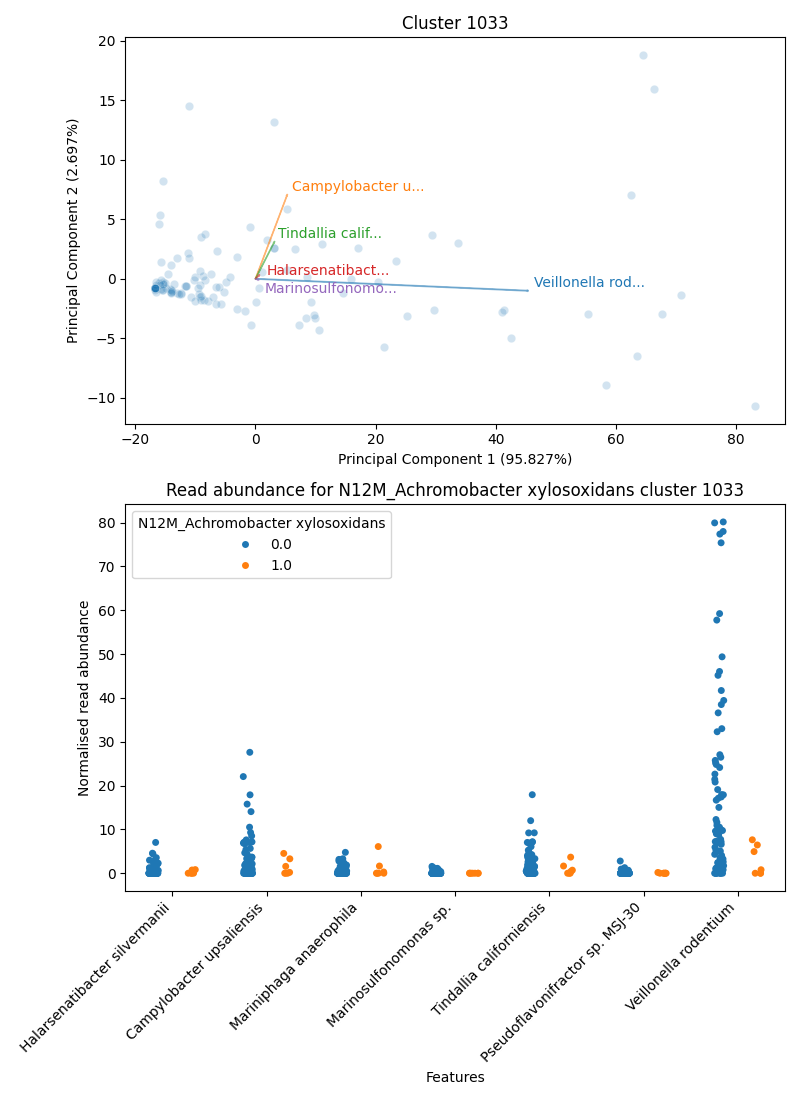 Cluster 1033
20
15
10
5
0
−5
−10
Principal Component 2 (2.697%)
Campylobacter u...
Tindallia calif...
Halarsenatibact...
Marinosulfonomo...
Veillonella rod...
−20
0
20
40
60
80
Principal Component 1 (95.827%)
Read abundance for N12M_Achromobacter xylosoxidans cluster 1033
N12M_Achromobacter xylosoxidans
0.0
1.0
80
70
60
50
40
30
20
10
0
Normalised read abundance
Halarsenatibacter silvermanii
Campylobacter upsaliensis
Mariniphaga anaerophila
Marinosulfonomonas sp.
Tindallia californiensis
Pseudoflavonifractor sp. MSJ-30
Veillonella rodentium
Features